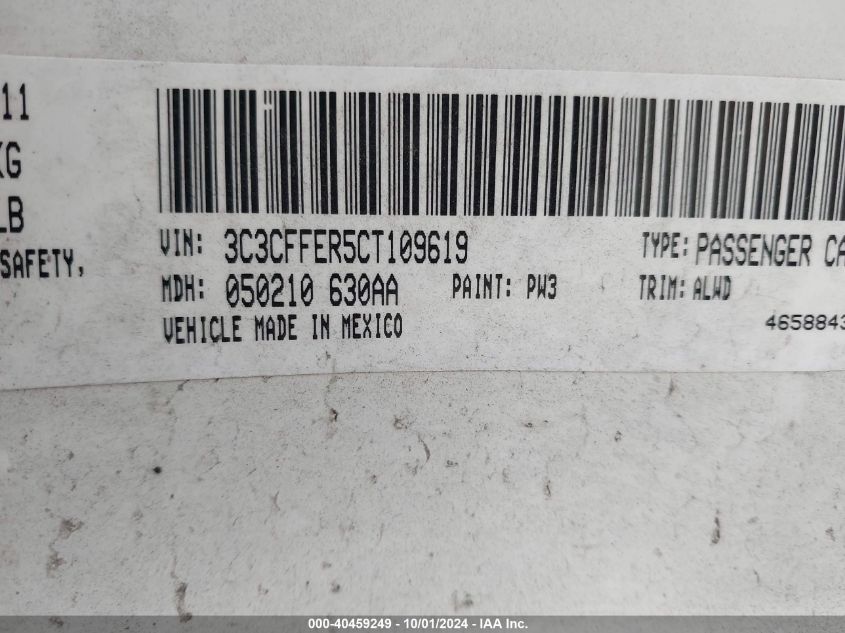 11
KG
LB
SAFETY,
VIN: 3C3CFFER5CT109619
TYPE: PASSENGER CA
MDH: 050210 630AA
PAINT: PW3
TRIM: ALWD
VEHICLE MADE IN MEXICO
4658843
000-40459249 - 10/01/2024 - IAA Inc.